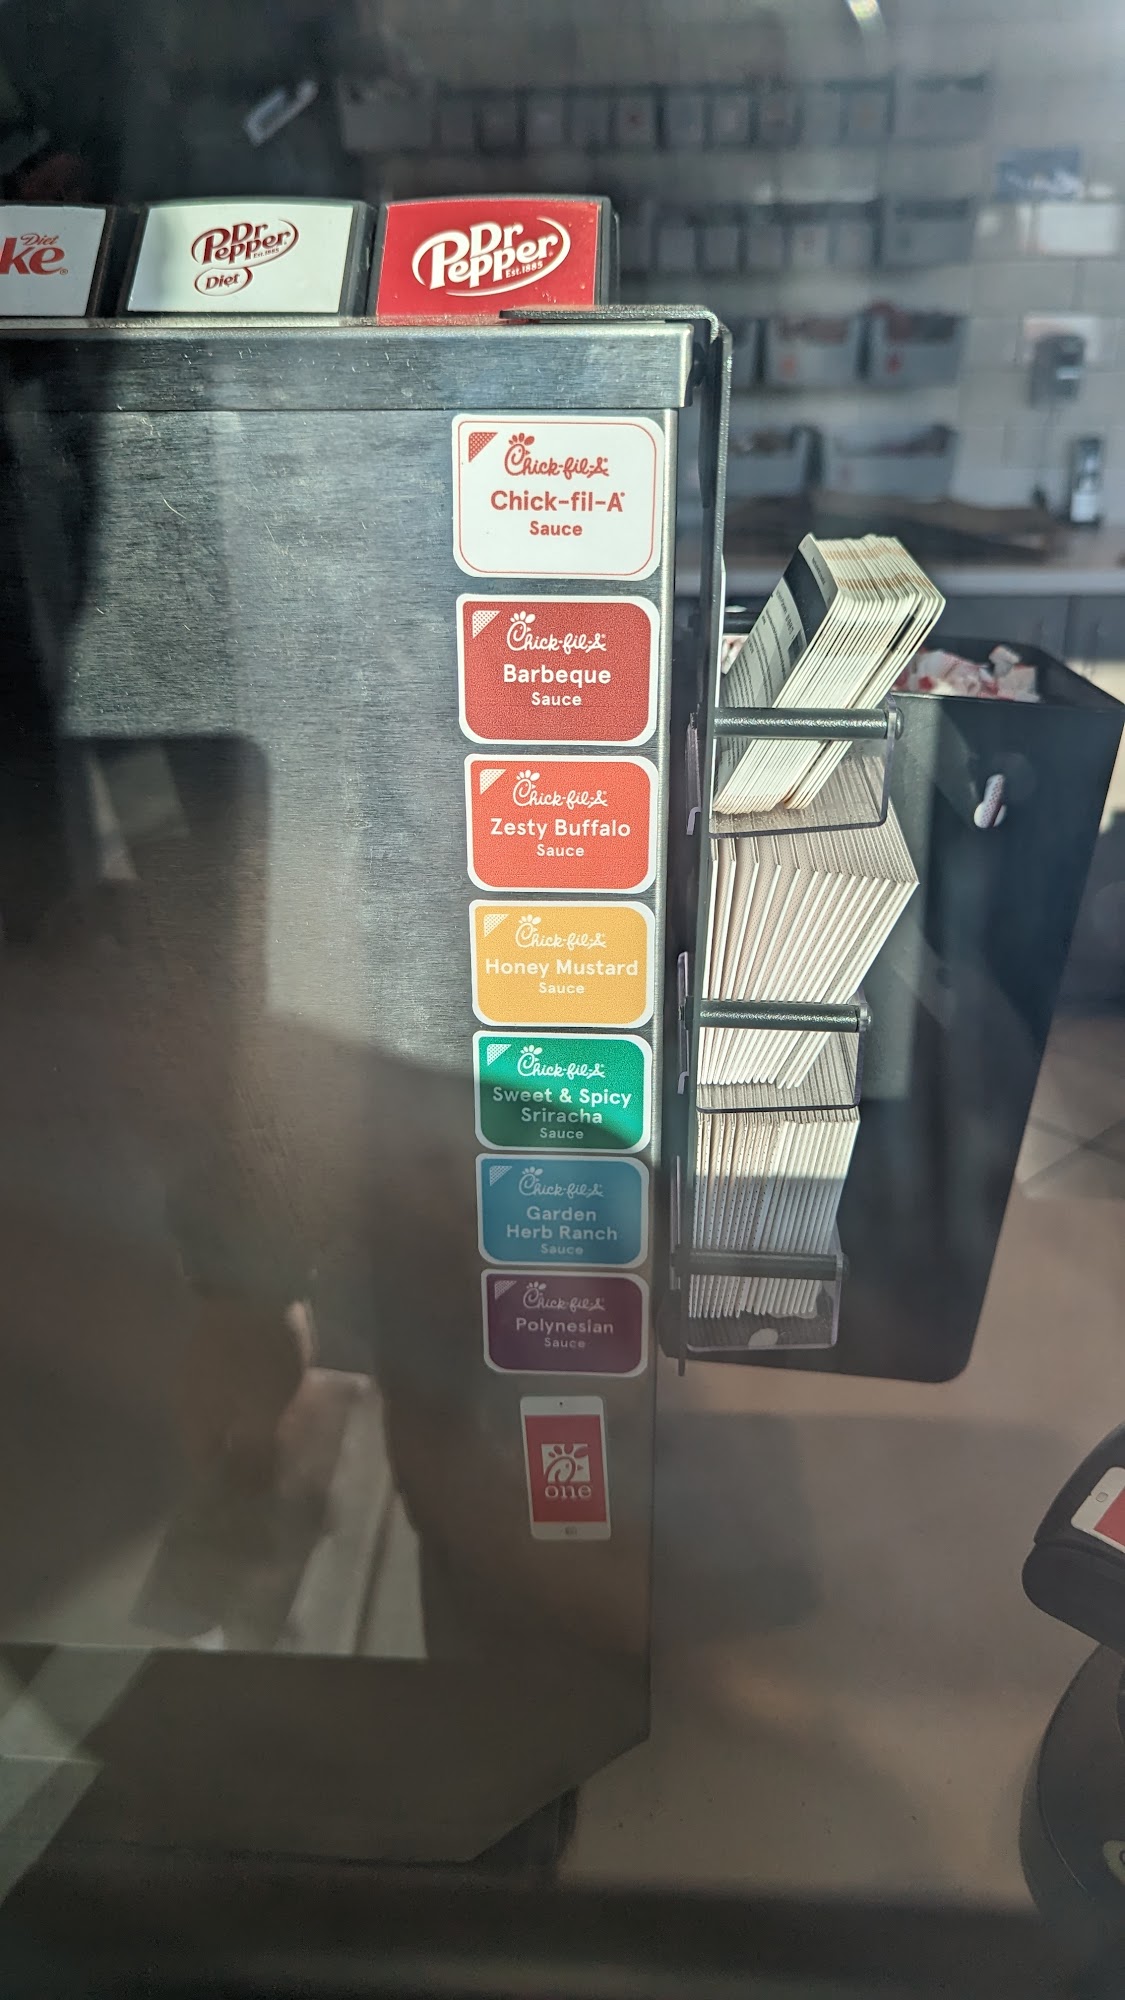 Diet
ke®
Dr
Pepper
Est.1885
Diet
Dr
Pepper®
Est.1885
Chick-fil-A®
Chick-fil-A®
Sauce
Chick-fil-A®
Barbeque
Sauce
Chick-fil-A®
Zesty Buffalo
Sauce
Chick-fil-A®
Honey Mustard
Sauce
Chick-fil-A®
Sweet & Spicy
Sriracha
Sauce
Chick-fil-A®
Garden
Herb Ranch
Sauce
Chick-fil-A®
Polynesian
Sauce
one